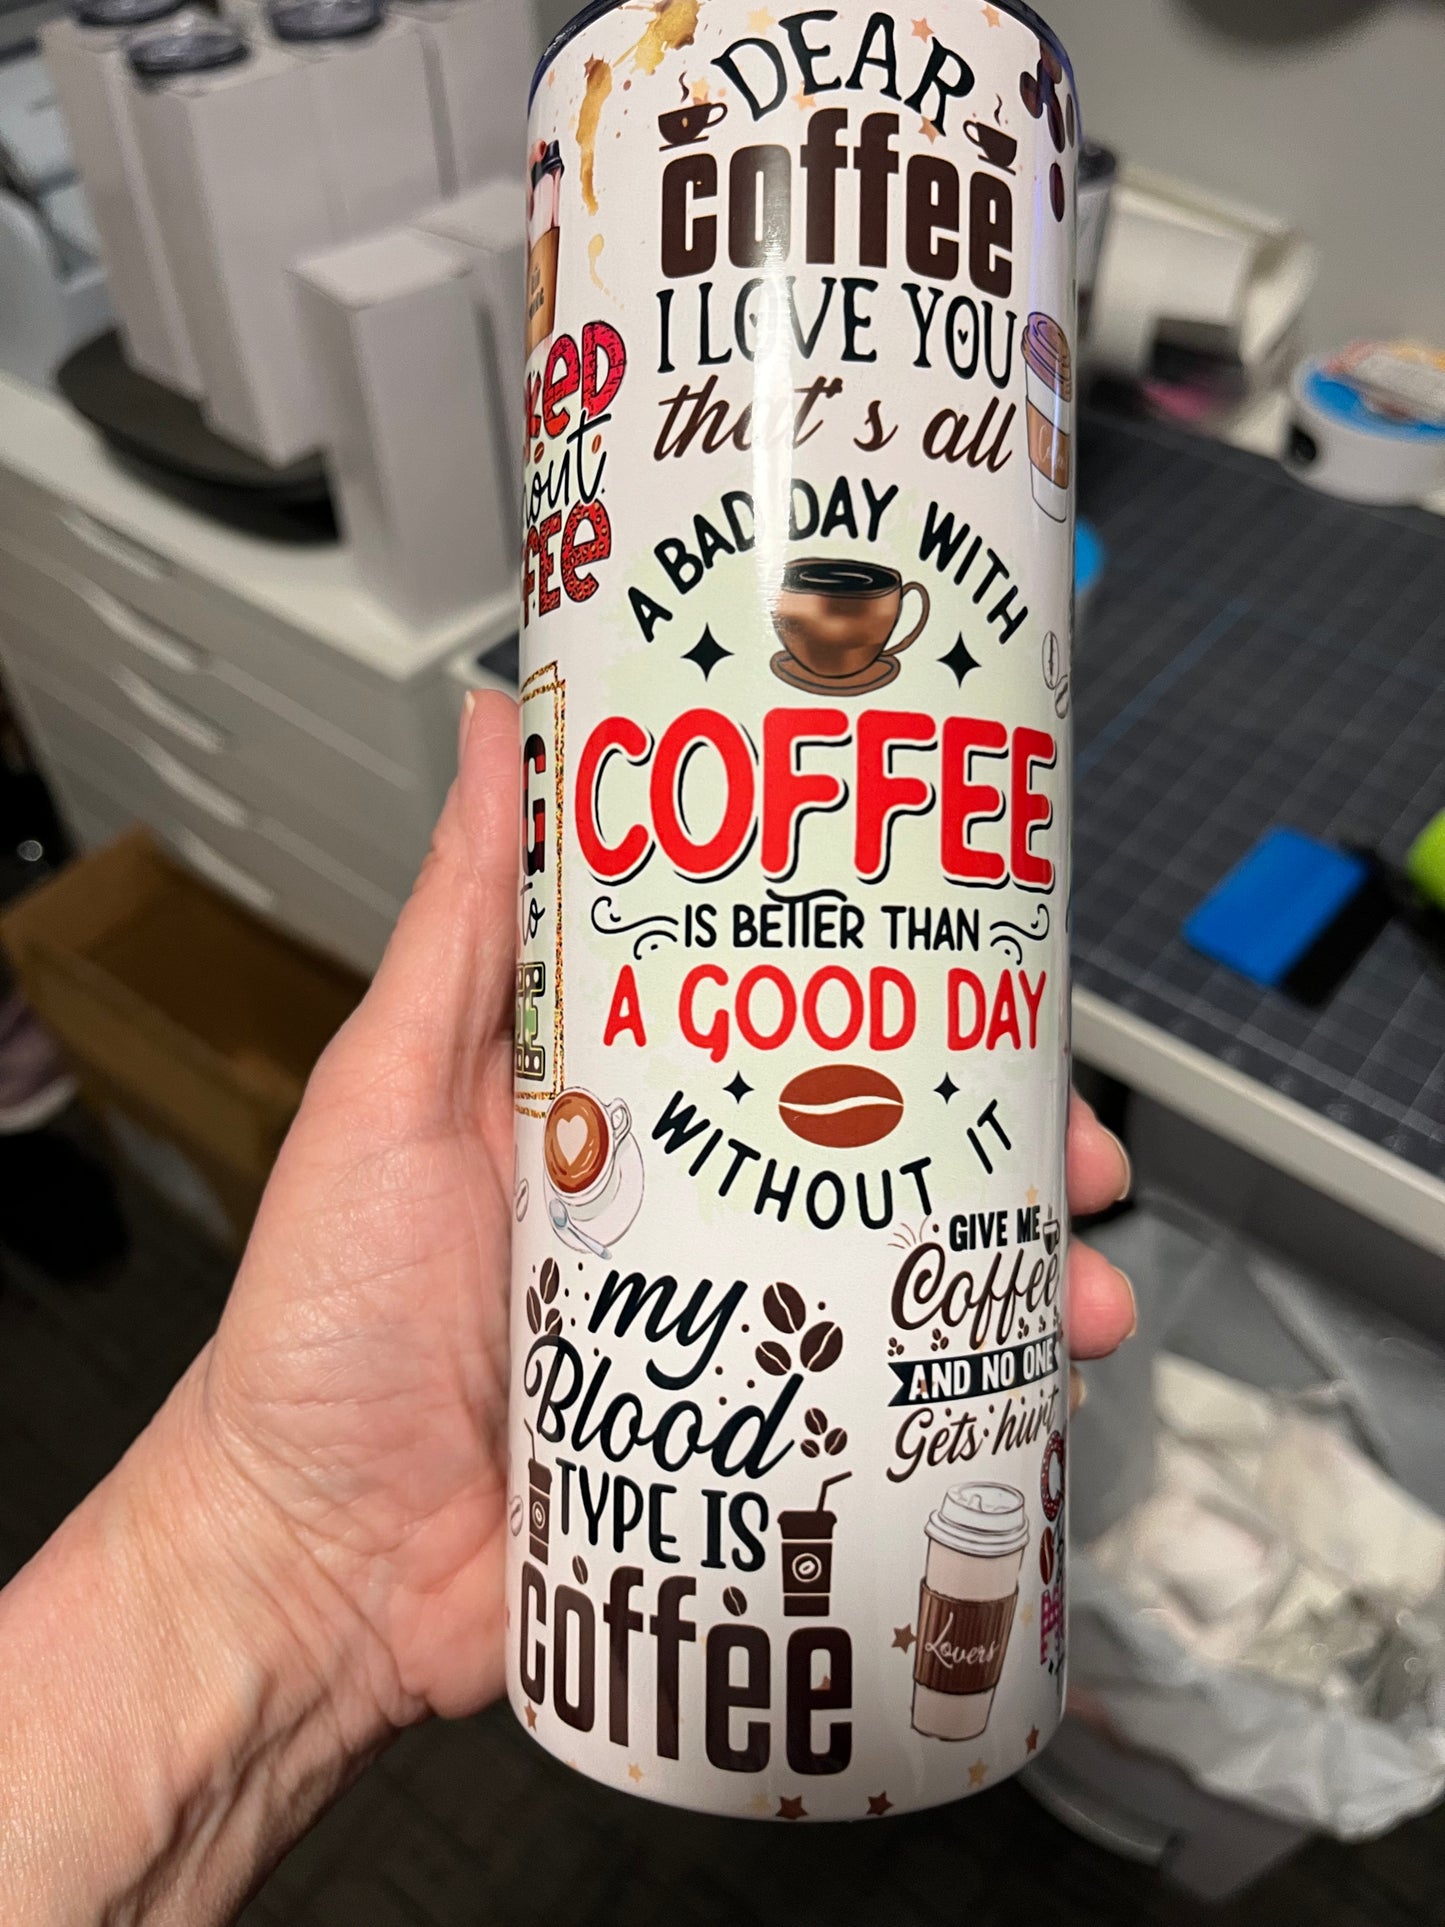 DEAR
coffee
I LOVE YOU
that's all
A BAD DAY WITH
COFFEE
IS BETTER THAN
A GOOD DAY
WITHOUT IT
GIVE ME
Coffee
AND NO ONE
Gets hurt
my
Blood
TYPE IS
coffee
Lovers
to